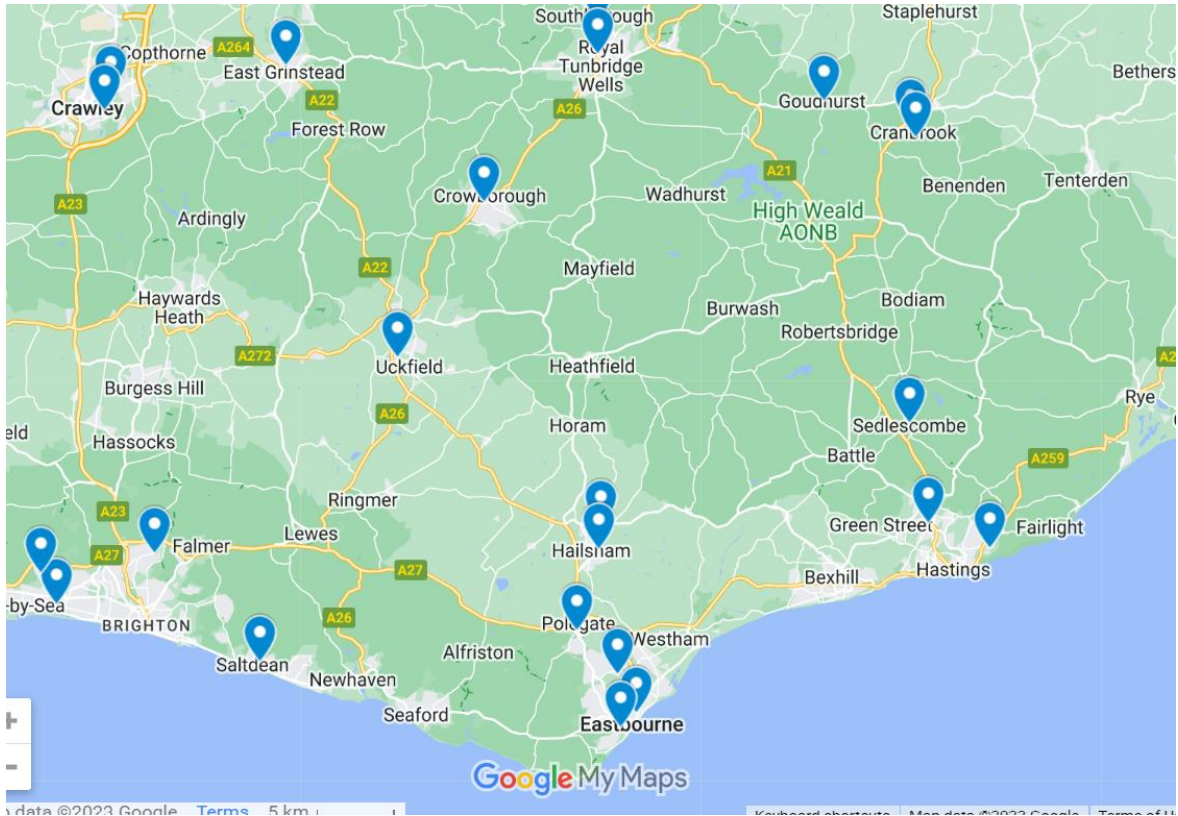 Southborough
Staplehurst
Copthorne
A264
East Grinstead
Royal
Tunbridge
Wells
Bethers
Crawley
A22
Goudhurst
Forest Row
A26
Cranbrook
A21
Crowborough
Wadhurst
Benenden
Tenterden
A23
Ardingly
High Weald
AONB
A22
Mayfield
Haywards
Heath
Burwash
Bodiam
Robertsbridge
A272
Uckfield
Heathfield
A2
Burgess Hill
Rye
A26
Horam
Sedlescombe
eld
Hassocks
Battle
A259
Ringmer
A23
Green Street
Fairlight
Lewes
Falmer
A27
Hailsham
A27
Bexhill
Hastings
-by-Sea
BRIGHTON
A26
Polegate
Westham
Alfriston
Saltdean
Newhaven
Seaford
Eastbourne
Google My Maps
p data ©2023 Google Terms 5 km
Keyboard shortcuts Map data ©2023 Google Terms of U